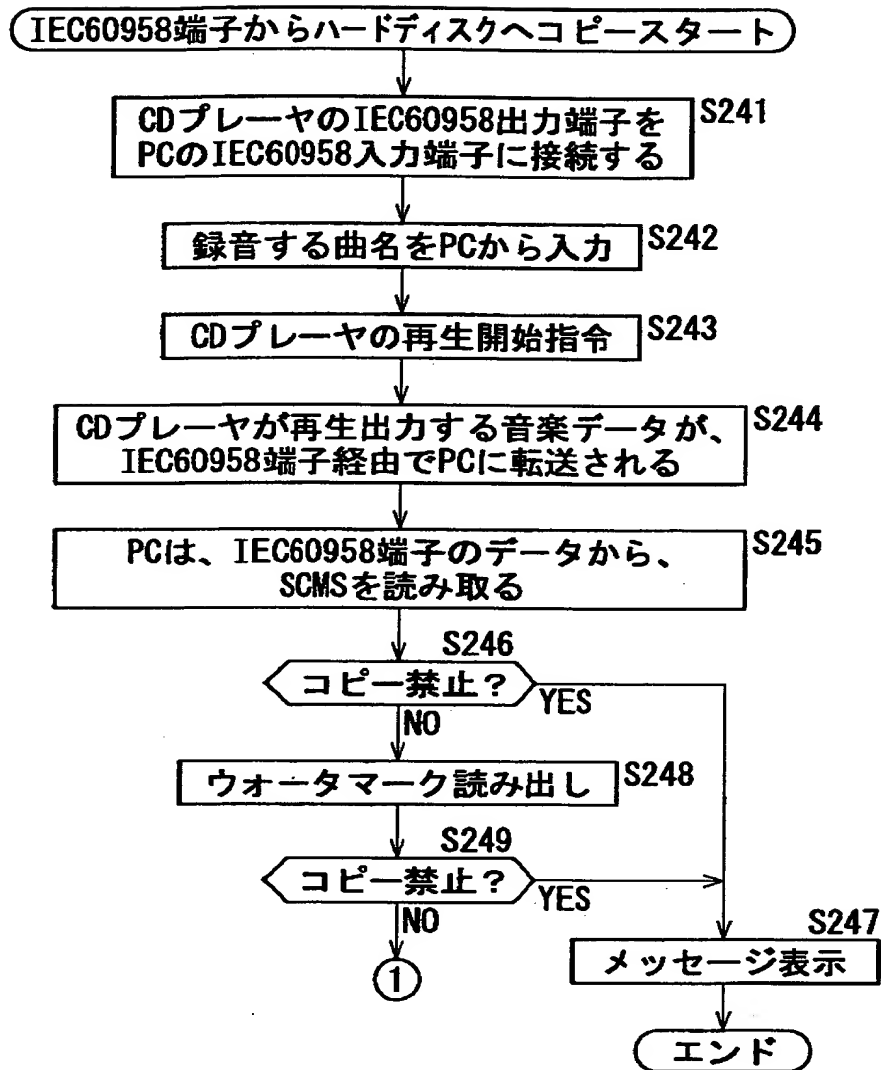 IEC60958端子からハードディスクへコピースタート
CDプレーヤのIEC60958出力端子を
PCのIEC60958入力端子に接続する
S241
録音する曲名をPCから入力
S242
CDプレーヤの再生開始指令
S243
CDプレーヤが再生出力する音楽データが、
IEC60958端子経由でPCに転送される
S244
PCは、IEC60958端子のデータから、
SCMSを読み取る
S245
S246
コピー禁止？
YES
NO
ウォータマーク読み出し
S248
S249
コピー禁止？
YES
NO
1
S247
メッセージ表示
エンド